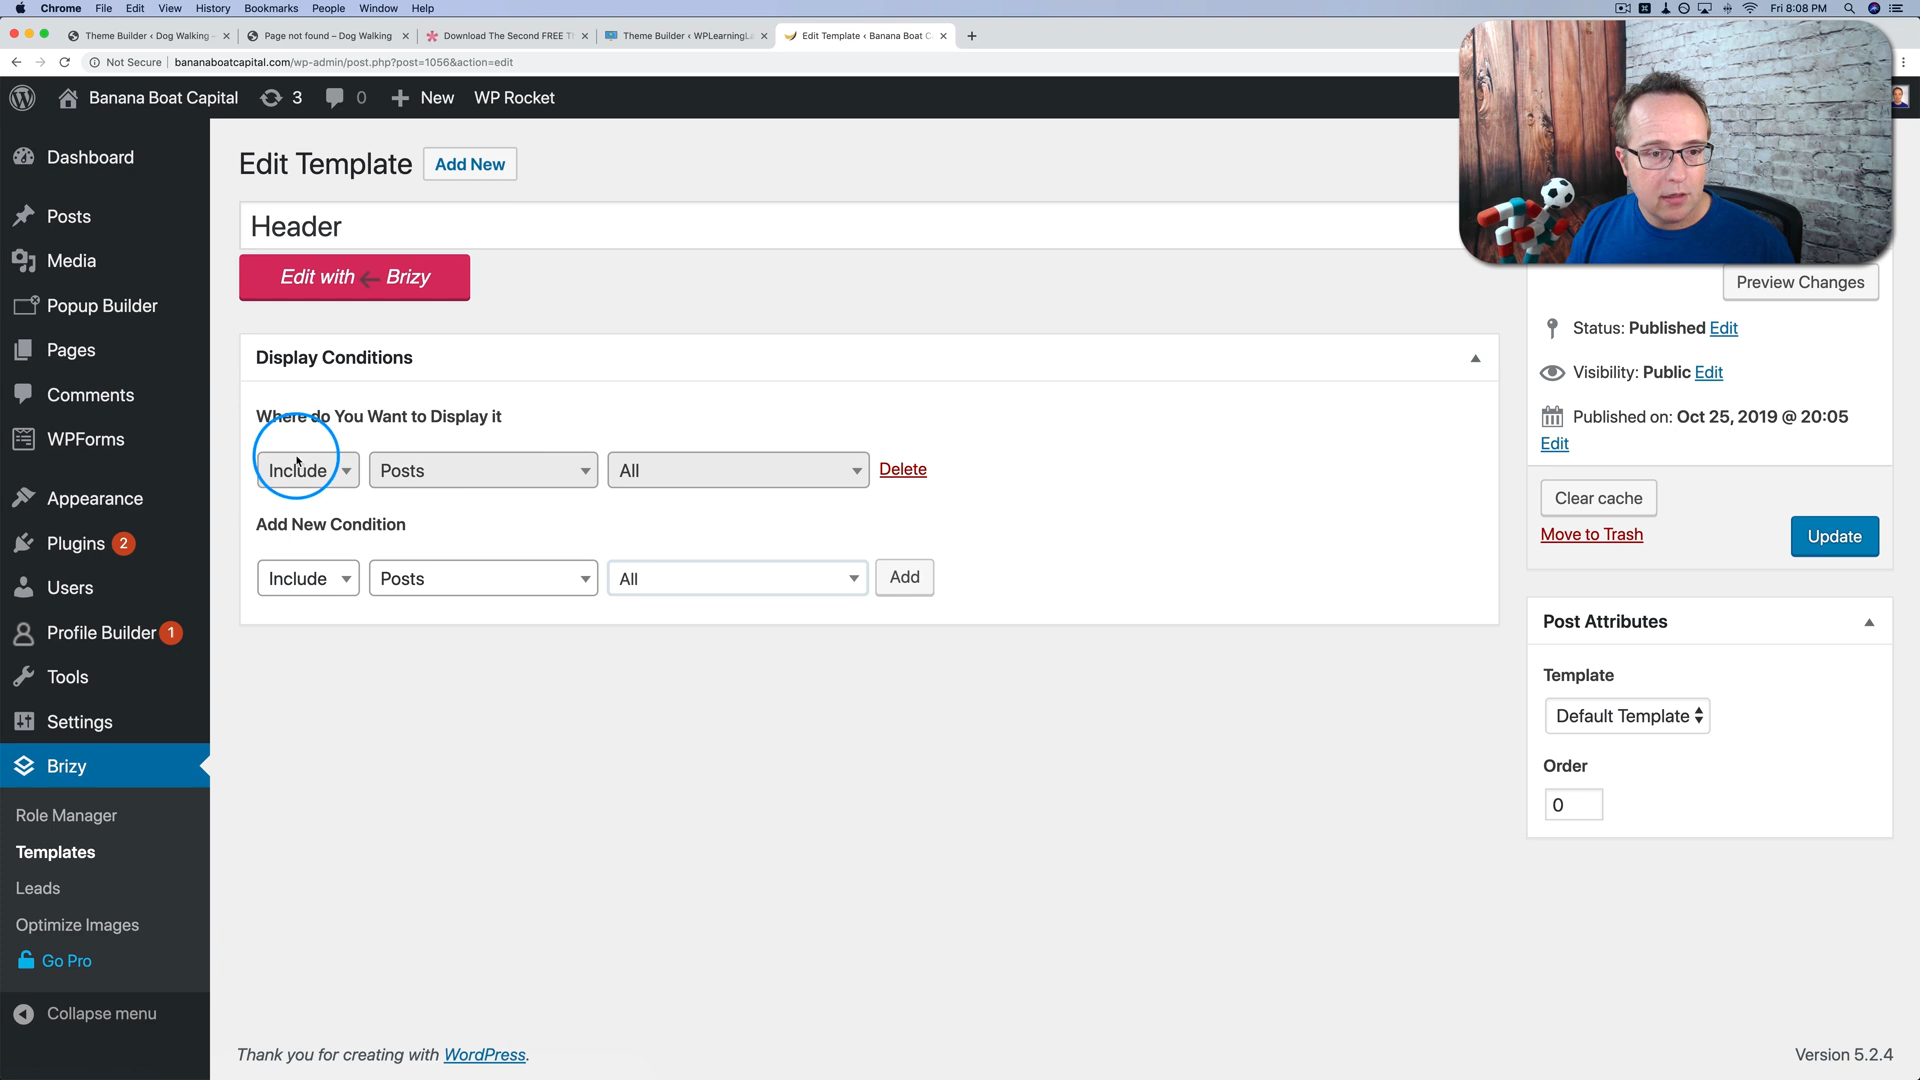 Chrome File Edit View History Bookmarks People Window Help
Fri 8:08 PM
Theme Builder ‹ Dog Walking
Page not found – Dog Walking
Download The Second FREE T
Theme Builder ‹ WPLearningLa
Edit Template ‹ Banana Boat C
Not Secure bananaboatcapital.com/wp-admin/post.php?post=1056&action=edit
Banana Boat Capital 3 0 New WP Rocket
Dashboard
Posts
Media
Popup Builder
Pages
Comments
WPForms
Appearance
Plugins 2
Users
Profile Builder 1
Tools
Settings
Brizy
Role Manager
Templates
Leads
Optimize Images
Go Pro
Collapse menu
Edit Template Add New
Header
Edit with Brizy
Display Conditions
Where do You Want to Display it
Include Posts All Delete
Add New Condition
Include Posts All Add
Preview Changes
Status: Published Edit
Visibility: Public Edit
Published on: Oct 25, 2019 @ 20:05
Edit
Clear cache
Move to Trash
Update
Post Attributes
Template
Default Template
Order
0
Thank you for creating with WordPress.
Version 5.2.4